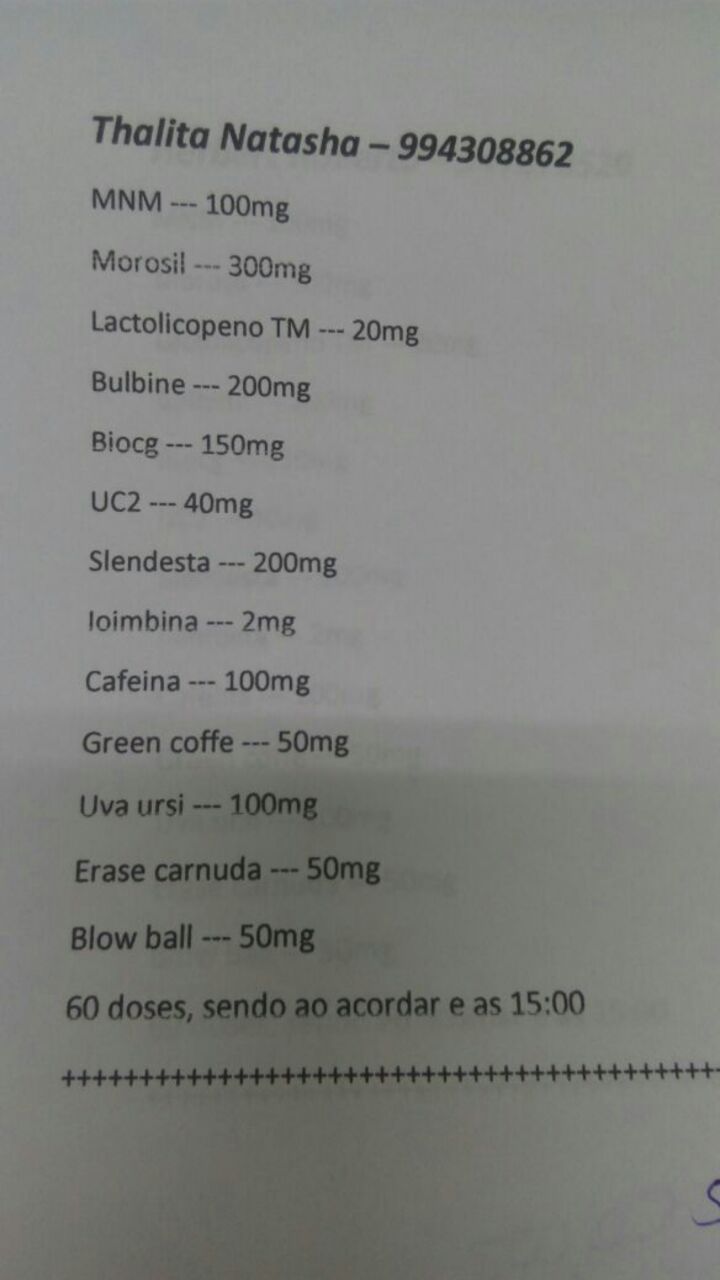 Thalita Natasha – 994308862
MNM --- 100mg
Morosil --- 300mg
Lactolicopeno TM --- 20mg
Bulbine --- 200mg
Biocg --- 150mg
UC2 --- 40mg
Slendesta --- 200mg
Ioimbina --- 2mg
Cafeina --- 100mg
Green coffe --- 50mg
Uva ursi --- 100mg
Erase carnuda --- 50mg
Blow ball --- 50mg
60 doses, sendo ao acordar e as 15:00
++++++++++++++++++++++++++++++++++++++++++